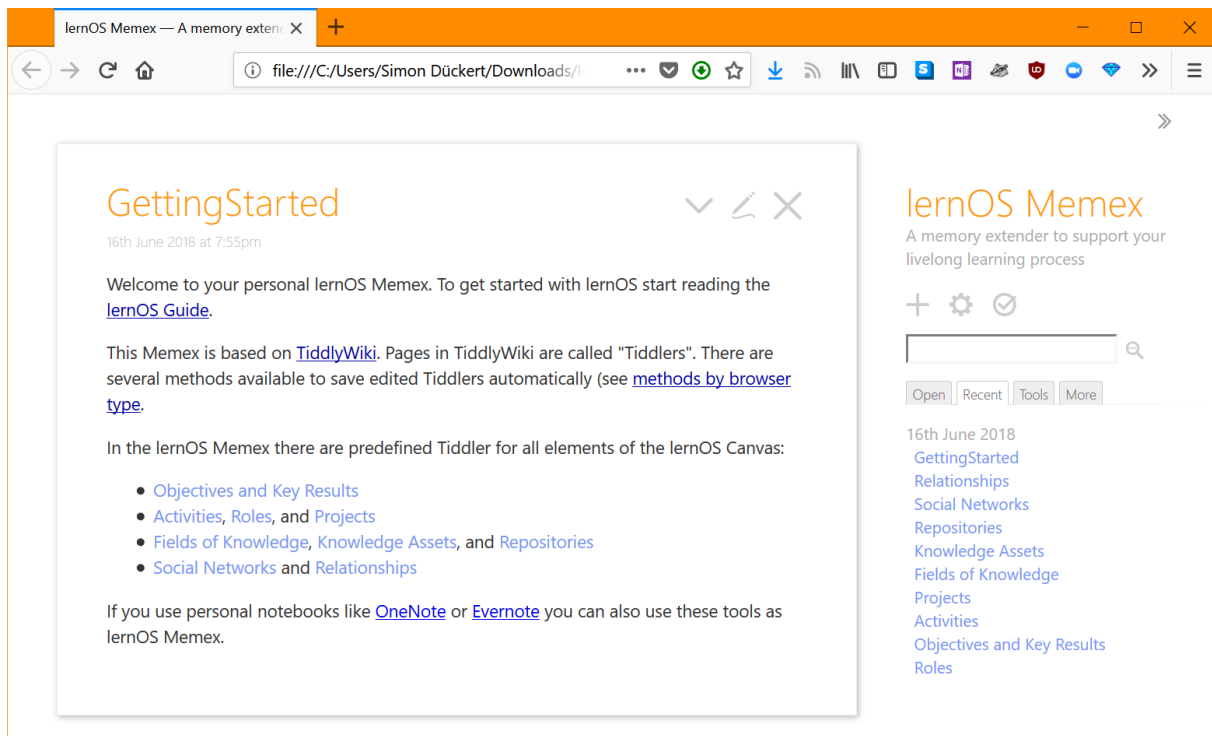 lernOS Memex — A memory exten
file:///C:/Users/Simon Dückert/Downloads/l
GettingStarted
16th June 2018 at 7:55pm
Welcome to your personal lernOS Memex. To get started with lernOS start reading the
lernOS Guide.
This Memex is based on TiddlyWiki. Pages in TiddlyWiki are called "Tiddlers". There are
several methods available to save edited Tiddlers automatically (see methods by browser
type.
In the lernOS Memex there are predefined Tiddler for all elements of the lernOS Canvas:
Objectives and Key Results
Activities, Roles, and Projects
Fields of Knowledge, Knowledge Assets, and Repositories
Social Networks and Relationships
If you use personal notebooks like OneNote or Evernote you can also use these tools as
lernOS Memex.
lernOS Memex
A memory extender to support your
livelong learning process
Open Recent Tools More
16th June 2018
GettingStarted
Relationships
Social Networks
Repositories
Knowledge Assets
Fields of Knowledge
Projects
Activities
Objectives and Key Results
Roles